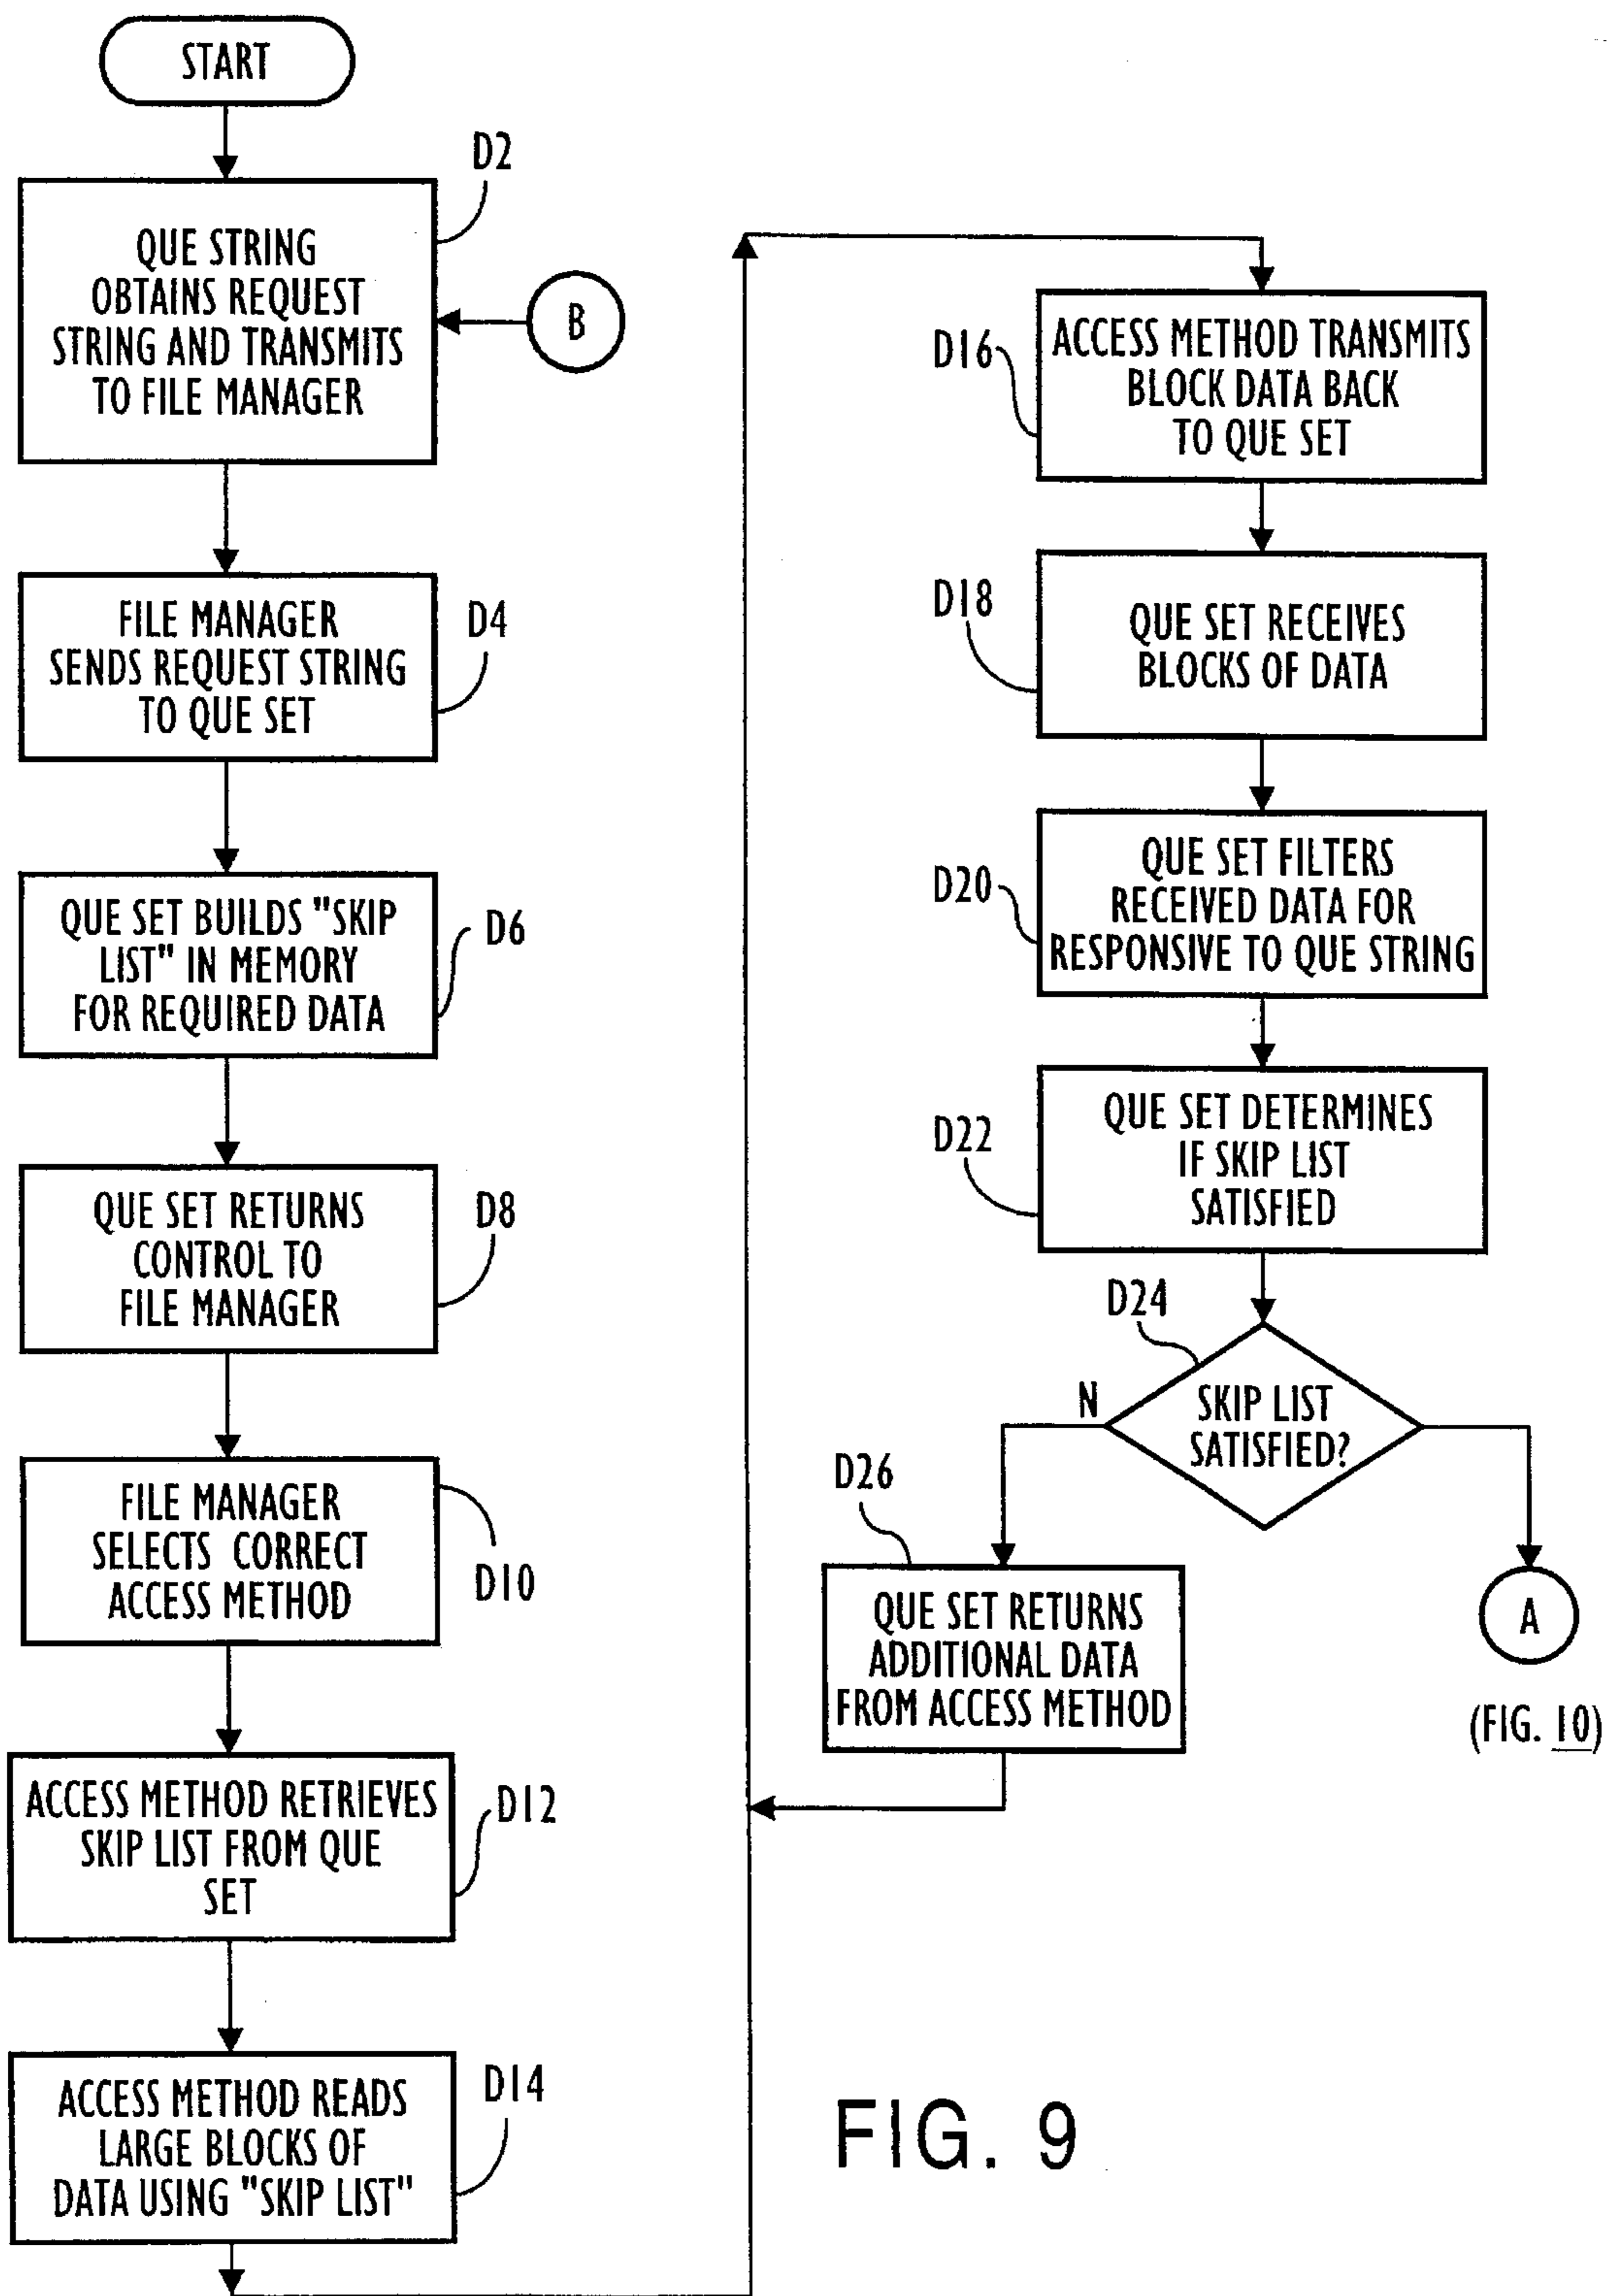 START
D2
QUE STRING
OBTAINS REQUEST
STRING AND TRANSMITS
TO FILE MANAGER
B
FILE MANAGER
SENDS REQUEST STRING
TO QUE SET
D4
QUE SET BUILDS "SKIP
LIST" IN MEMORY
FOR REQUIRED DATA
D6
QUE SET RETURNS
CONTROL TO
FILE MANAGER
D8
FILE MANAGER
SELECTS CORRECT
ACCESS METHOD
D10
ACCESS METHOD RETRIEVES
SKIP LIST FROM QUE
SET
D12
ACCESS METHOD READS
LARGE BLOCKS OF
DATA USING "SKIP LIST"
D14
D16
ACCESS METHOD TRANSMITS
BLOCK DATA BACK
TO QUE SET
D18
QUE SET RECEIVES
BLOCKS OF DATA
D20
QUE SET FILTERS
RECEIVED DATA FOR
RESPONSIVE TO QUE STRING
D22
QUE SET DETERMINES
IF SKIP LIST
SATISFIED
D24
SKIP LIST
SATISFIED?
N
D26
QUE SET RETURNS
ADDITIONAL DATA
FROM ACCESS METHOD
A
(FIG. 10)
FIG. 9